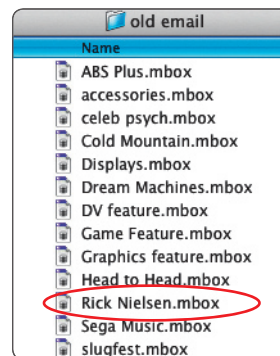 old email
Name
ABS Plus.mbox
accessories.mbox
celeb psych.mbox
Cold Mountain.mbox
Displays.mbox
Dream Machines.mbox
DV feature.mbox
Game Feature.mbox
Graphics feature.mbox
Head to Head.mbox
Rick Nielsen.mbox
Sega Music.mbox
slugfest.mbox